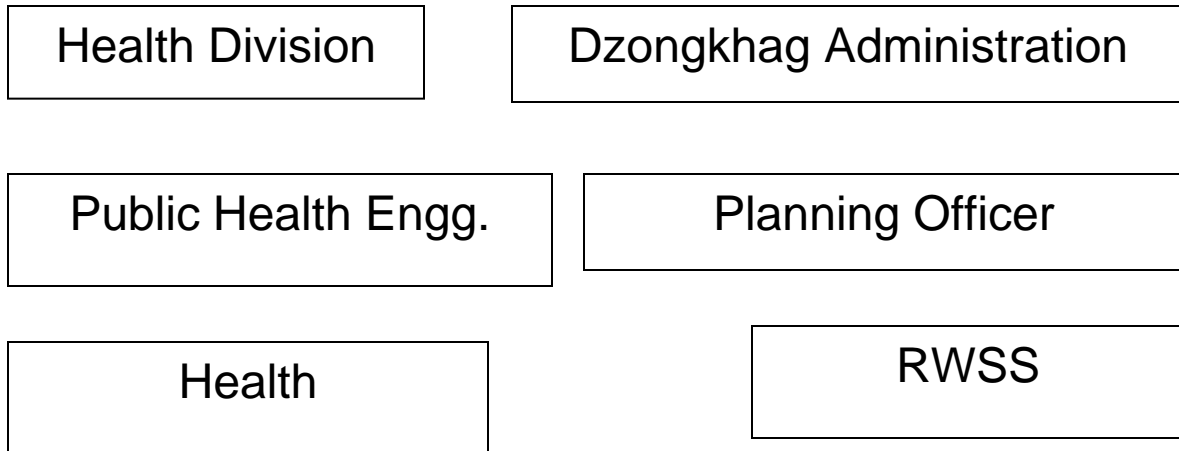 Health Division
Dzongkhag Administration
Public Health Engg.
Planning Officer
Health
RWSS